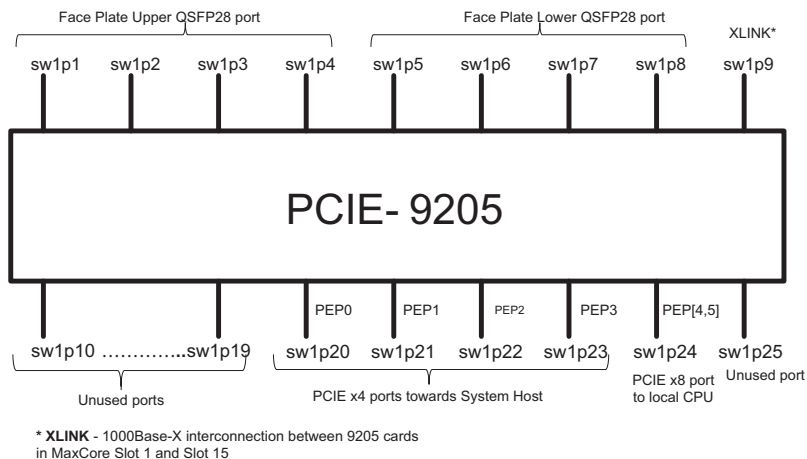 Face Plate Upper QSFP28 port
Face Plate Lower QSFP28 port
XLINK*
sw1p1 sw1p2 sw1p3 sw1p4 sw1p5 sw1p6 sw1p7 sw1p8 sw1p9
PCIE- 9205
PEP0 PEP1 PEP2 PEP3 PEP[4,5]
sw1p10 …………..sw1p19 sw1p20 sw1p21 sw1p22 sw1p23 sw1p24 sw1p25
Unused ports
PCIE x4 ports towards System Host
PCIE x8 port
to local CPU
Unused port
* XLINK - 1000Base-X interconnection between 9205 cards
in MaxCore Slot 1 and Slot 15